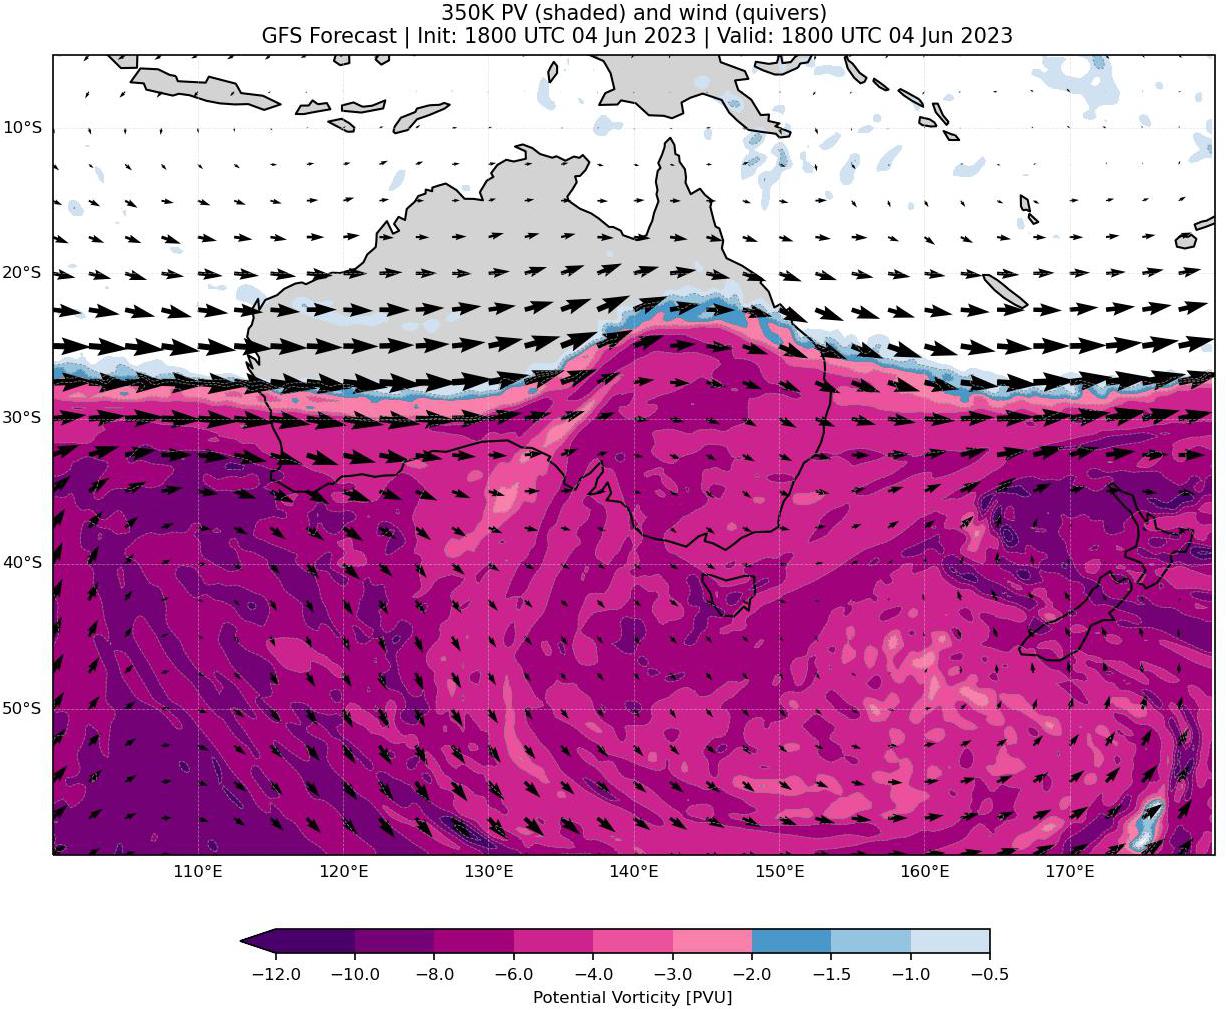 350K PV (shaded) and wind (quivers)
GFS Forecast | Init: 1800 UTC 04 Jun 2023 | Valid: 1800 UTC 04 Jun 2023
10°S
20°S
30°S
40°S
50°S
110°E 120°E 130°E 140°E 150°E 160°E 170°E
−12.0 −10.0 −8.0 −6.0 −4.0 −3.0 −2.0 −1.5 −1.0 −0.5
Potential Vorticity [PVU]